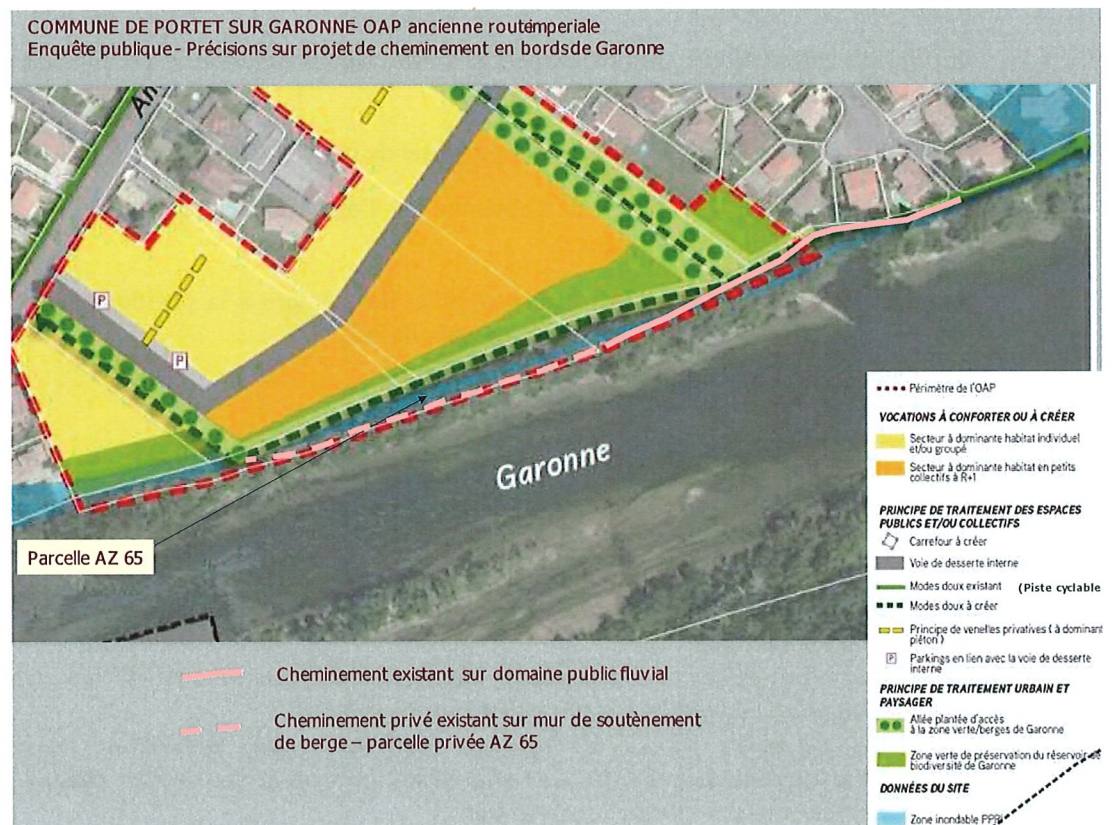 COMMUNE DE PORTET SUR GARONNE- OAP ancienne routeimperiale
Enquête publique - Précisions sur projet de cheminement en bords de Garonne
P
P
Garonne
Parcelle AZ 65
Périmètre de l'OAP
VOCATIONS À CONFORTER OU À CRÉER
Secteur à dominante habitat individuel
et/ou groupé
Secteur à dominante habitat en petits
collectifs à R+1
PRINCIPE DE TRAITEMENT DES ESPACES
PUBLICS ET/OU COLLECTIFS
Carrefour à créer
Voie de desserte interne
Modes doux existant (Piste cyclable
Modes doux à créer
Principe de venelles privatives ( à dominant
piéton )
P Parkings en lien avec la voie de desserte
interne
PRINCIPE DE TRAITEMENT URBAIN ET
PAYSAGER
Allée plantée d'accès
à la zone verte/berges de Garonne
Zone verte de préservation du réservoir de
biodiversité de Garonne
DONNÉES DU SITE
Zone inondable PPRI
Cheminement existant sur domaine public fluvial
Cheminement privé existant sur mur de soutènement
de berge – parcelle privée AZ 65